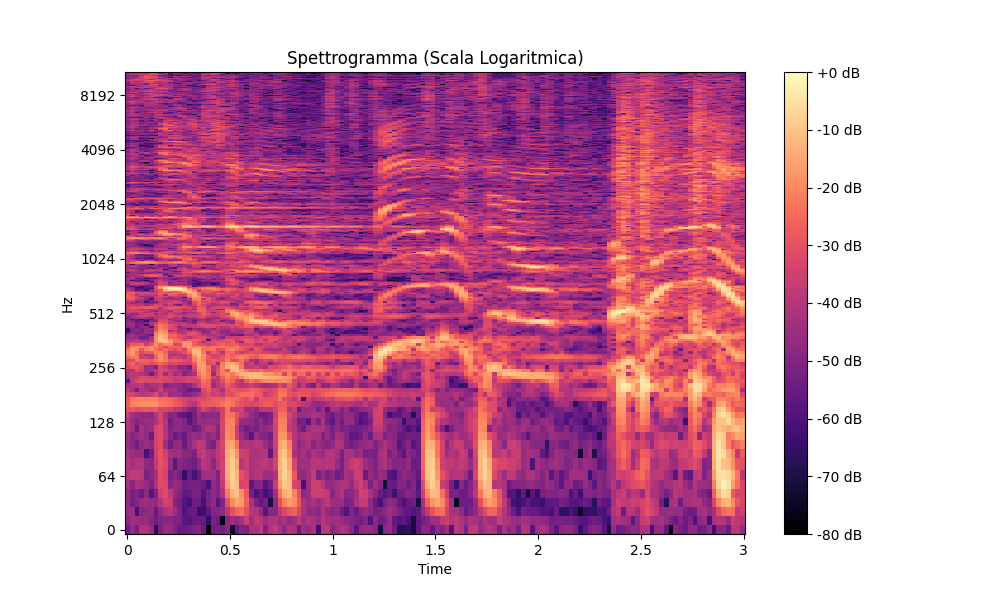 Spettrogramma (Scala Logaritmica)
Hz
8192
4096
2048
1024
512
256
128
64
0
0
0.5
1
1.5
2
2.5
3
Time
+0 dB
-10 dB
-20 dB
-30 dB
-40 dB
-50 dB
-60 dB
-70 dB
-80 dB